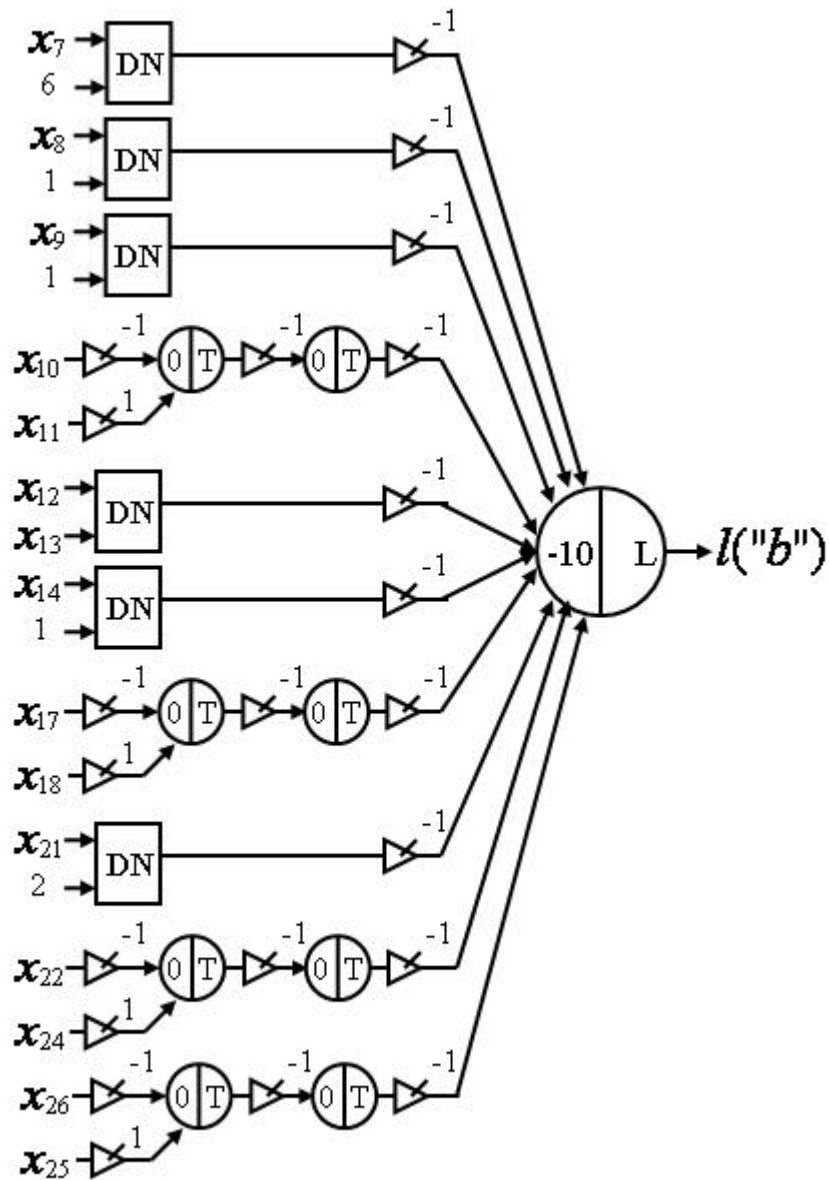 x7 DN -1
6
x8 DN -1
1
x9 DN -1
1
x10 -1 0 T -1 0 T -1
x11 1
x12 DN -1
x13
-10 L l("b")
x14 DN -1
1
x17 -1 0 T -1 0 T -1
x18 1
x21 DN -1
2
x22 -1 0 T -1 0 T -1
x24 1
x26 -1 0 T -1 0 T -1
x25 1